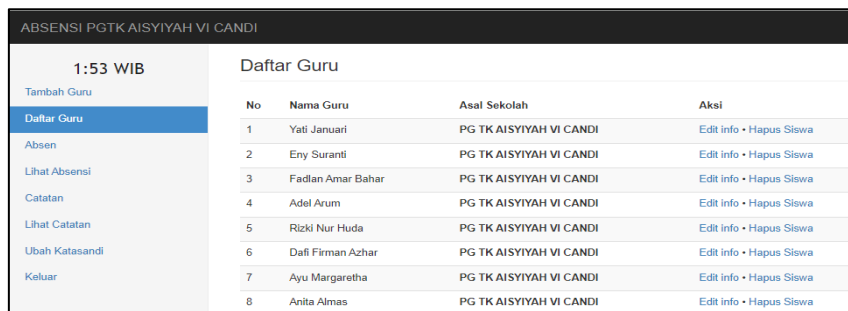 ABSENSI PGTK AISYIYAH VI CANDI
1:53 WIB
Tambah Guru
Daftar Guru
Absen
Lihat Absensi
Catatan
Lihat Catatan
Ubah Katasandi
Keluar
Daftar Guru
No Nama Guru Asal Sekolah Aksi
1 Yati Januari PG TK AISYIYAH VI CANDI Edit info • Hapus Siswa
2 Eny Suranti PG TK AISYIYAH VI CANDI Edit info • Hapus Siswa
3 Fadlan Amar Bahar PG TK AISYIYAH VI CANDI Edit info • Hapus Siswa
4 Adel Arum PG TK AISYIYAH VI CANDI Edit info • Hapus Siswa
5 Rizki Nur Huda PG TK AISYIYAH VI CANDI Edit info • Hapus Siswa
6 Dafi Firman Azhar PG TK AISYIYAH VI CANDI Edit info • Hapus Siswa
7 Ayu Margaretha PG TK AISYIYAH VI CANDI Edit info • Hapus Siswa
8 Anita Almas PG TK AISYIYAH VI CANDI Edit info • Hapus Siswa